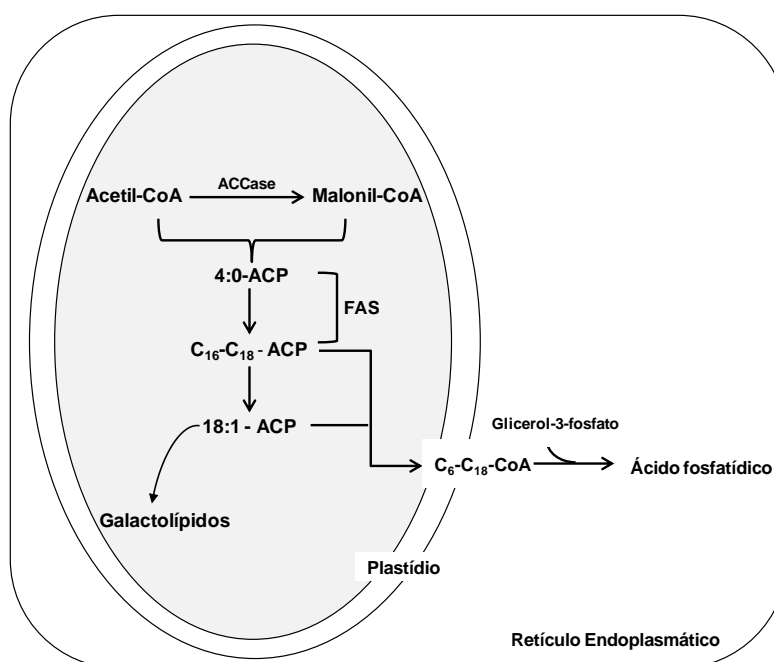 ACCase
Acetil-CoA Malonil-CoA
4:0-ACP
FAS
C₁₆-C₁₈ - ACP
18:1 - ACP
Glicerol-3-fosfato
C₆-C₁₈-CoA Ácido fosfatídico
Galactolípidos
Plastídio
Retículo Endoplasmático